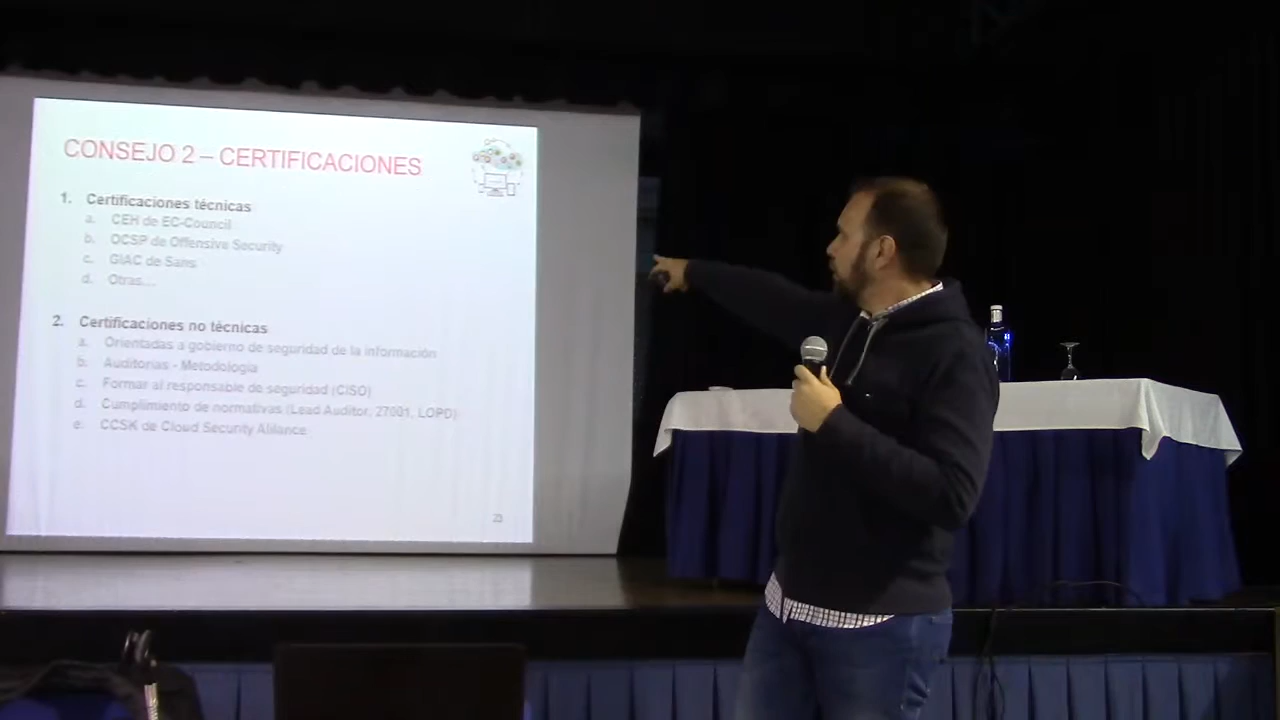 CONSEJO 2 – CERTIFICACIONES
1. Certificaciones técnicas
a. CEH de EC-Council
b. OCSP de Offensive Security
c. GIAC de Sans
d. Otras...
2. Certificaciones no técnicas
a. Orientadas a gobierno de seguridad de la información
b. Auditorías - Metodología
c. Formar al responsable de seguridad (CISO)
d. Cumplimiento de normativas (Lead Auditor, 27001, LOPD)
e. CCSK de Cloud Security Alliance
23